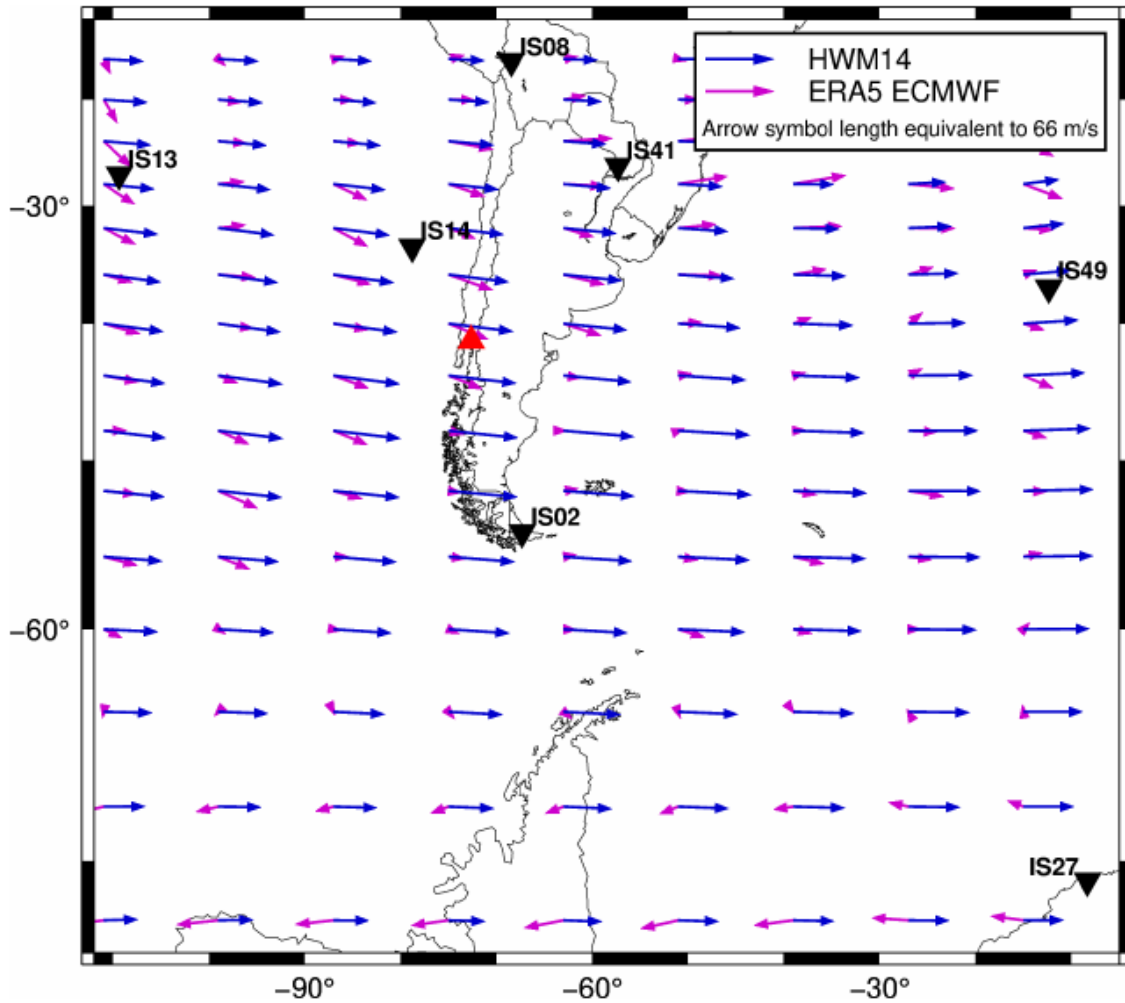 IS08
HWM14
ERA5 ECMWF
Arrow symbol length equivalent to 66 m/s
IS13
IS41
−30°
IS14
IS49
IS02
−60°
IS27
−90°
−60°
−30°